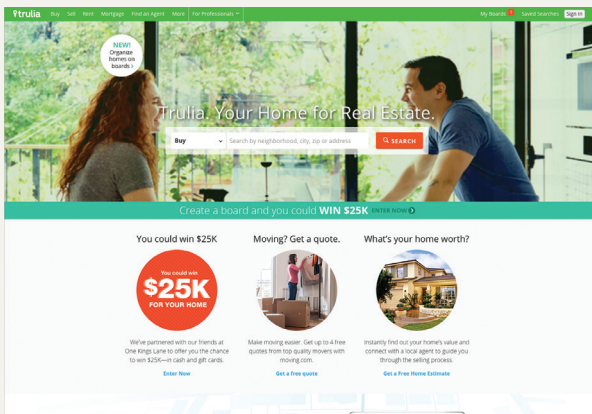 trulia
Buy Sell Rent Mortgage Find an Agent More For Professionals
My Boards Saved Searches Sign in
NEW!
Organize
homes on
boards ›
Trulia. Your Home for Real Estate.
Buy
Search by neighborhood, city, zip or address
SEARCH
Create a board and you could WIN $25K ENTER NOW
You could win $25K
You could win
$25K
FOR YOUR HOME
We've partnered with our friends at
One Kings Lane to offer you the chance
to win $25K—in cash and gift cards.
Enter Now
Moving? Get a quote.
Make moving easier. Get up to 4 free
quotes from top quality movers with
moving.com.
Get a free quote
What's your home worth?
Instantly find out your home's value and
connect with a local agent to guide you
through the selling process.
Get a Free Home Estimate